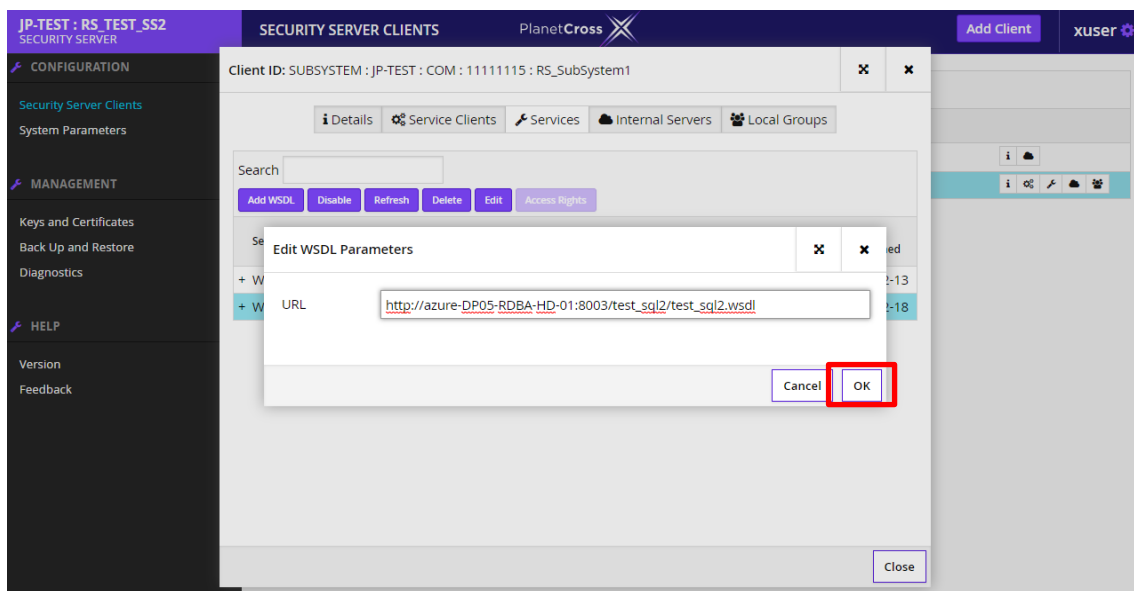 JP-TEST : RS_TEST_SS2
SECURITY SERVER
SECURITY SERVER CLIENTS
PlanetCross
Add Client
xuser
CONFIGURATION
Security Server Clients
System Parameters
MANAGEMENT
Keys and Certificates
Back Up and Restore
Diagnostics
HELP
Version
Feedback
Client ID: SUBSYSTEM : JP-TEST : COM : 11111115 : RS_SubSystem1
Details Service Clients Services Internal Servers Local Groups
Search
Add WSDL Disable Refresh Delete Edit Access Rights
Edit WSDL Parameters
URL http://azure-DP05-RDBA-HD-01:8003/test_sql2/test_sql2.wsdl
Cancel OK
Close